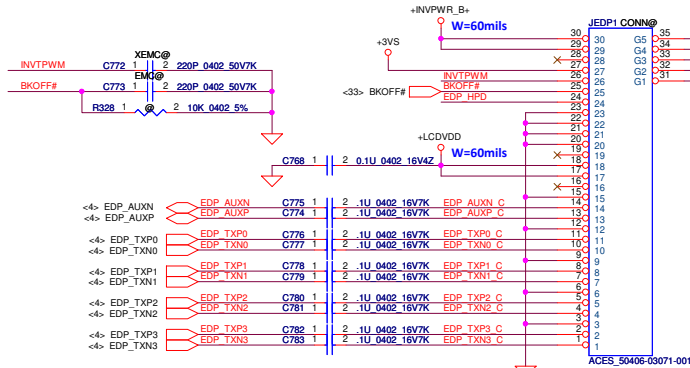 +INVPWR_B+
W=60mils
JEDP1 CONN@
+3VS
30 30 G5 35
29 29 G4 34
28 28 G3 33
27 27 G2 32
26 26 G1 31
25 25
24 24
23 23
22 22
21 21
20 20
19 19
18 18
17 17
16 16
15 15
14 14
13 13
12 12
11 11
10 10
9 9
8 8
7 7
6 6
5 5
4 4
3 3
2 2
1 1
XEMC@
INVTPWM C772 1 2 220P_0402_50V7K
EMC@
BKOFF# C773 1 2 220P_0402_50V7K
@
R328 1 2 10K_0402_5%
INVTPWM
<33> BKOFF# BKOFF#
EDP_HPD
+LCDVDD
W=60mils
C768 1 2 0.1U_0402_16V4Z
<4> EDP_AUXN EDP_AUXN C775 1 2 .1U_0402_16V7K EDP_AUXN_C
<4> EDP_AUXP EDP_AUXP C774 1 2 .1U_0402_16V7K EDP_AUXP_C
<4> EDP_TXP0 EDP_TXP0 C776 1 2 .1U_0402_16V7K EDP_TXP0_C
<4> EDP_TXN0 EDP_TXN0 C777 1 2 .1U_0402_16V7K EDP_TXN0_C
<4> EDP_TXP1 EDP_TXP1 C778 1 2 .1U_0402_16V7K EDP_TXP1_C
<4> EDP_TXN1 EDP_TXN1 C779 1 2 .1U_0402_16V7K EDP_TXN1_C
<4> EDP_TXP2 EDP_TXP2 C780 1 2 .1U_0402_16V7K EDP_TXP2_C
<4> EDP_TXN2 EDP_TXN2 C781 1 2 .1U_0402_16V7K EDP_TXN2_C
<4> EDP_TXP3 EDP_TXP3 C782 1 2 .1U_0402_16V7K EDP_TXP3_C
<4> EDP_TXN3 EDP_TXN3 C783 1 2 .1U_0402_16V7K EDP_TXN3_C
ACES_50406-03071-001